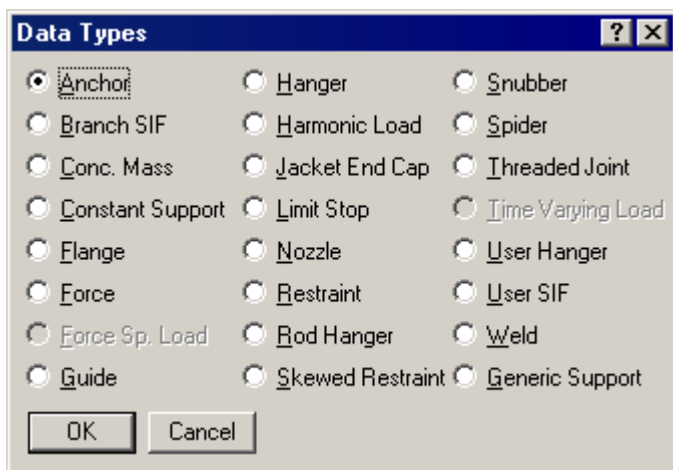 Data Types
Anchor Hanger Snubber
Branch SIF Harmonic Load Spider
Conc. Mass Jacket End Cap Threaded Joint
Constant Support Limit Stop Time Varying Load
Flange Nozzle User Hanger
Force Restraint User SIF
Force Sp. Load Rod Hanger Weld
Guide Skewed Restraint Generic Support
OK Cancel